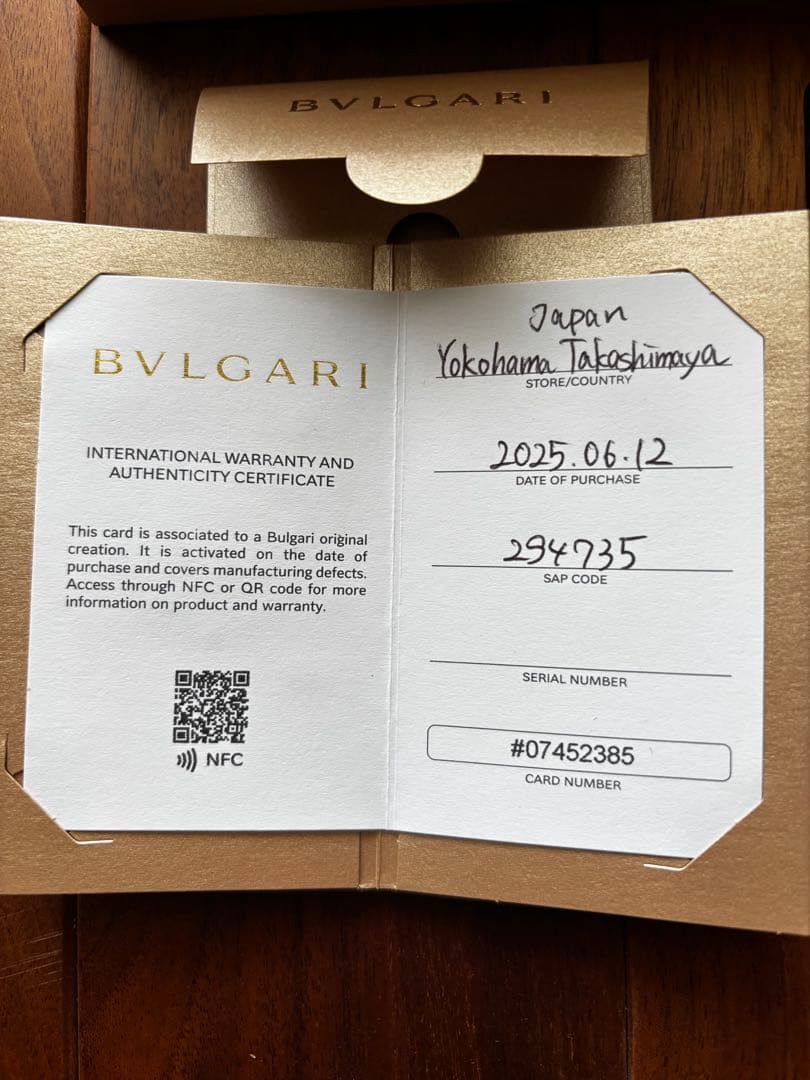 BVLGARI
BVLGARI
INTERNATIONAL WARRANTY AND
AUTHENTICITY CERTIFICATE
This card is associated to a Bulgari original
creation. It is activated on the date of
purchase and covers manufacturing defects.
Access through NFC or QR code for more
information on product and warranty.
NFC
Japan
Yokohama Takashimaya
STORE/COUNTRY
2025.06.12
DATE OF PURCHASE
294735
SAP CODE
SERIAL NUMBER
#07452385
CARD NUMBER